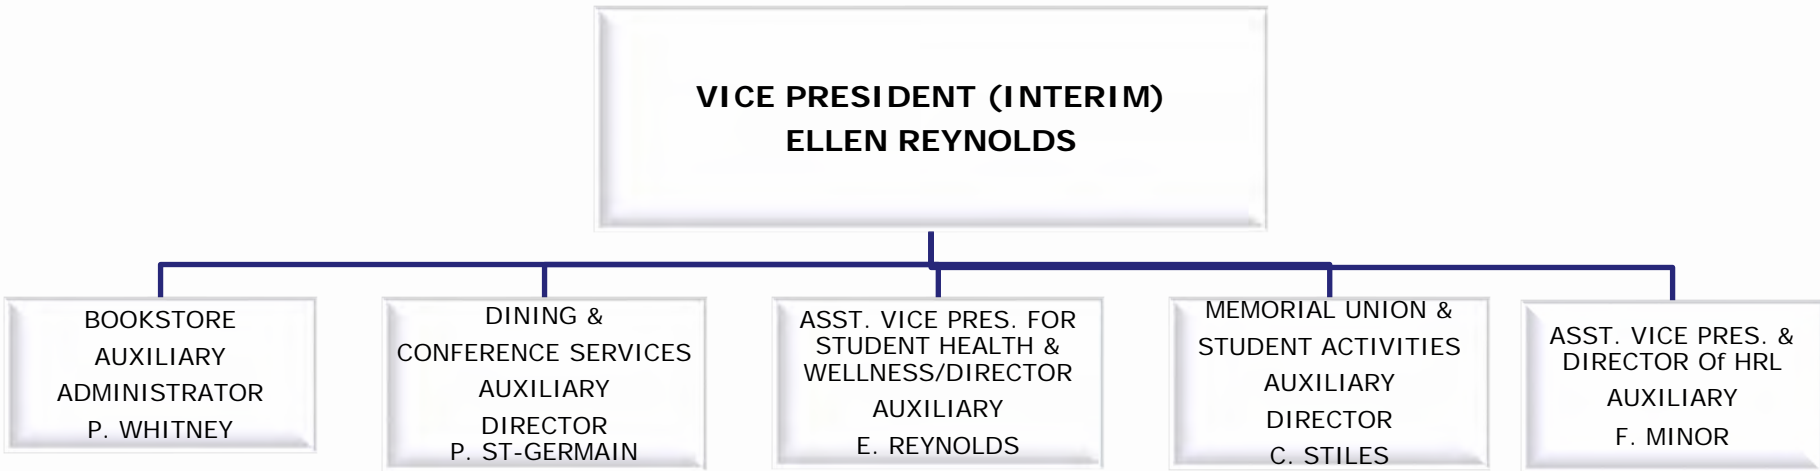 VICE PRESIDENT (INTERIM)
ELLEN REYNOLDS
BOOKSTORE
AUXILIARY
ADMINISTRATOR
P. WHITNEY
DINING &
CONFERENCE SERVICES
AUXILIARY
DIRECTOR
P. ST-GERMAIN
ASST. VICE PRES. FOR
STUDENT HEALTH &
WELLNESS/DIRECTOR
AUXILIARY
E. REYNOLDS
MEMORIAL UNION &
STUDENT ACTIVITIES
AUXILIARY
DIRECTOR
C. STILES
ASST. VICE PRES. &
DIRECTOR Of HRL
AUXILIARY
F. MINOR